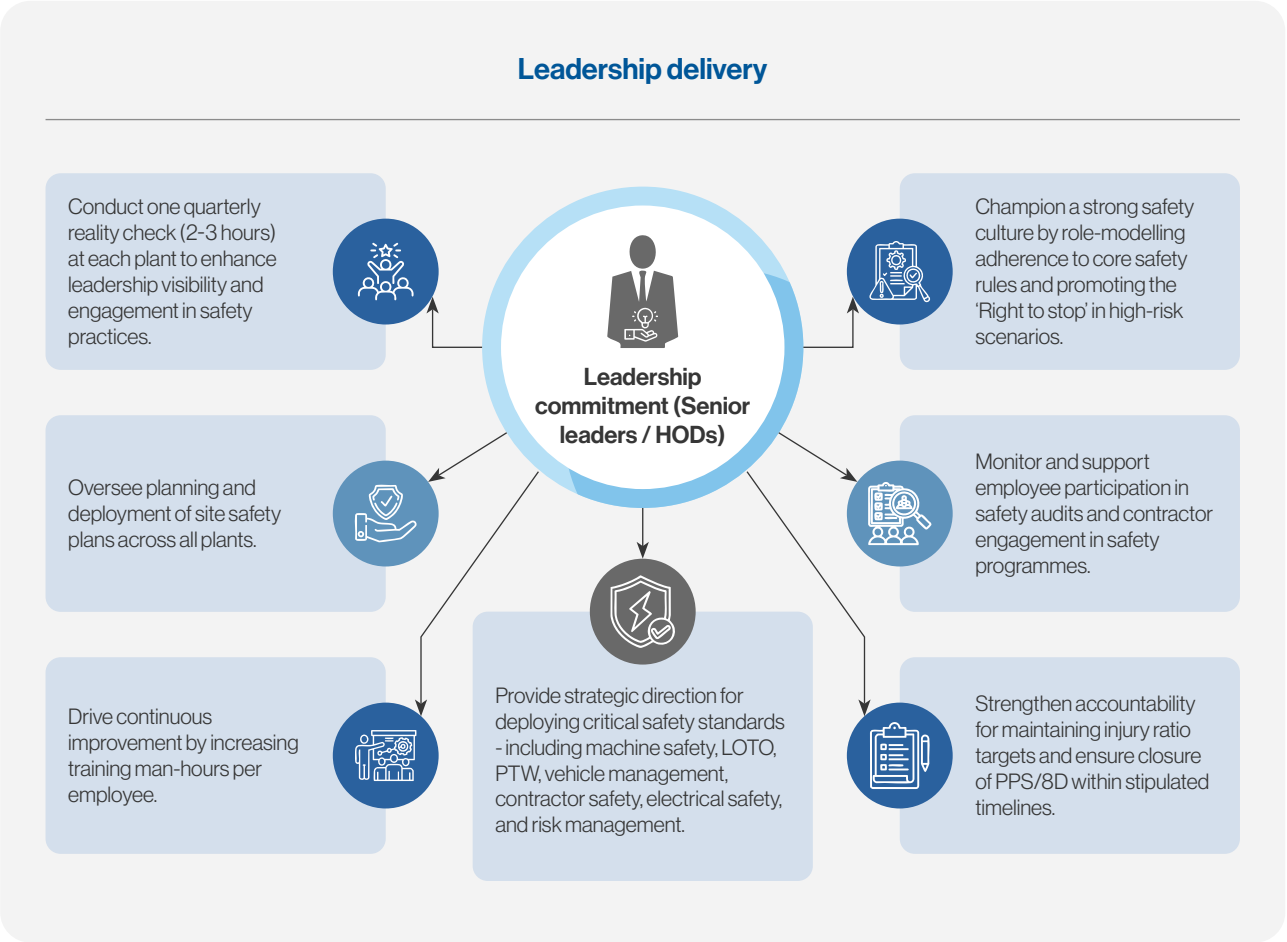 Leadership delivery
Conduct one quarterly
reality check (2-3 hours)
at each plant to enhance
leadership visibility and
engagement in safety
practices.
Oversee planning and
deployment of site safety
plans across all plants.
Drive continuous
improvement by increasing
training man-hours per
employee.
Leadership
commitment (Senior
leaders / HODs)
Provide strategic direction for
deploying critical safety standards
- including machine safety, LOTO,
PTW, vehicle management,
contractor safety, electrical safety,
and risk management.
Champion a strong safety
culture by role-modelling
adherence to core safety
rules and promoting the
‘Right to stop’ in high-risk
scenarios.
Monitor and support
employee participation in
safety audits and contractor
engagement in safety
programmes.
Strengthen accountability
for maintaining injury ratio
targets and ensure closure
of PPS/8D within stipulated
timelines.